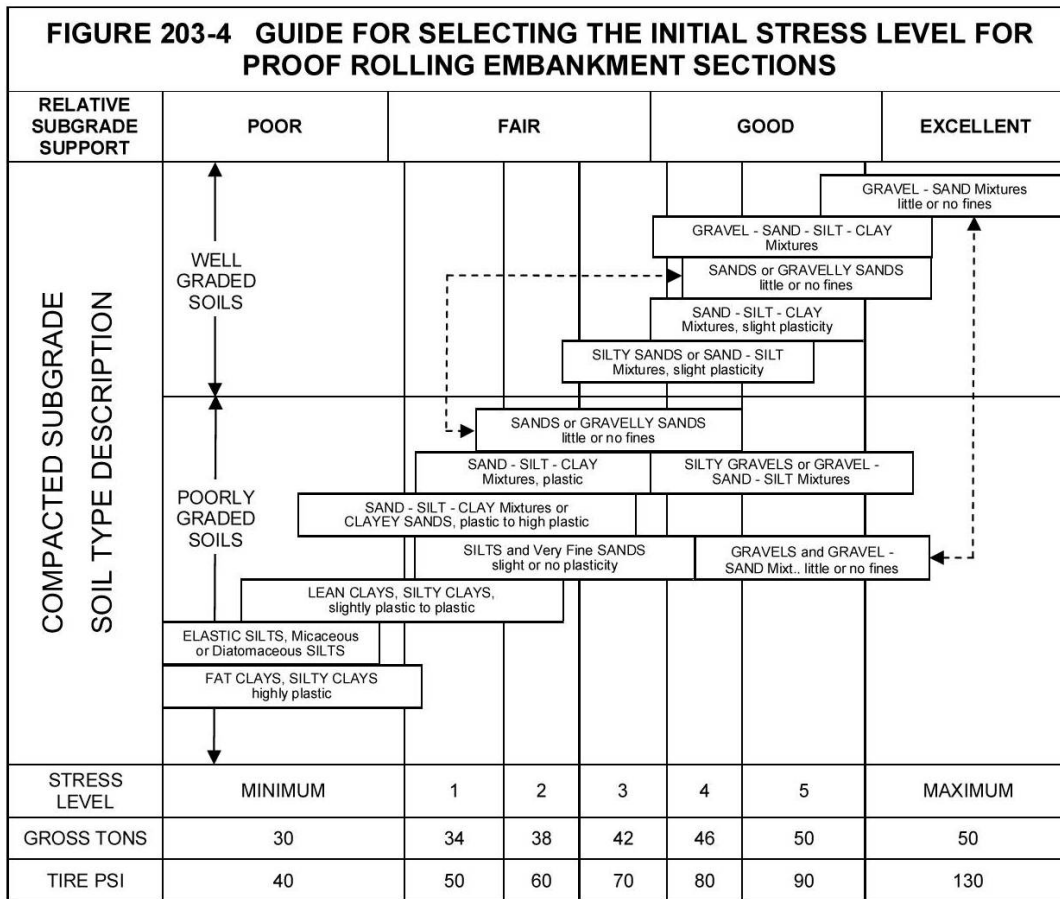 FIGURE 203-4 GUIDE FOR SELECTING THE INITIAL STRESS LEVEL FOR
PROOF ROLLING EMBANKMENT SECTIONS
RELATIVE
SUBGRADE
SUPPORT
POOR
FAIR
GOOD
EXCELLENT
COMPACTED SUBGRADE
SOIL TYPE DESCRIPTION
WELL
GRADED
SOILS
GRAVEL - SAND Mixtures
little or no fines
GRAVEL - SAND - SILT - CLAY
Mixtures
SANDS or GRAVELLY SANDS
little or no fines
SAND - SILT - CLAY
Mixtures, slight plasticity
SILTY SANDS or SAND - SILT
Mixtures, slight plasticity
POORLY
GRADED
SOILS
SANDS or GRAVELLY SANDS
little or no fines
SAND - SILT - CLAY
Mixtures, plastic
SILTY GRAVELS or GRAVEL -
SAND - SILT Mixtures
SAND - SILT - CLAY Mixtures or
CLAYEY SANDS, plastic to high plastic
SILTS and Very Fine SANDS
slight or no plasticity
GRAVELS and GRAVEL -
SAND Mixt.. little or no fines
LEAN CLAYS, SILTY CLAYS,
slightly plastic to plastic
ELASTIC SILTS, Micaceous
or Diatomaceous SILTS
FAT CLAYS, SILTY CLAYS
highly plastic
STRESS
LEVEL
MINIMUM
1
2
3
4
5
MAXIMUM
GROSS TONS
30
34
38
42
46
50
50
TIRE PSI
40
50
60
70
80
90
130